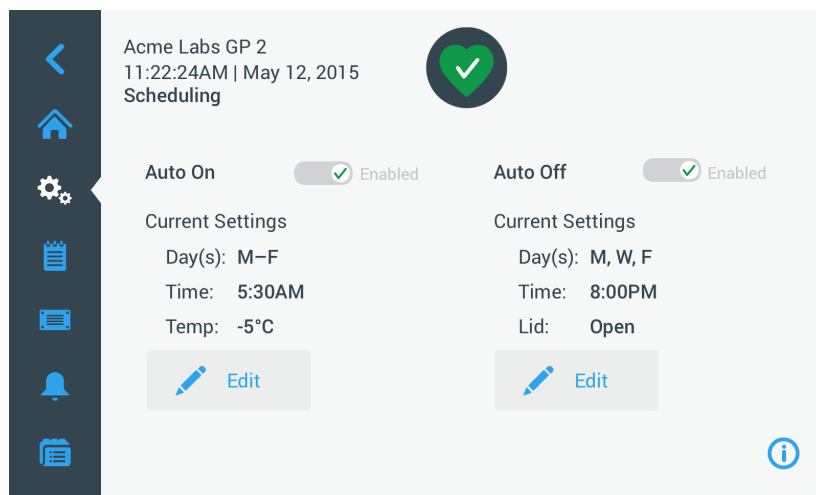 Acme Labs GP 2
11:22:24AM | May 12, 2015
Scheduling
Auto On Enabled
Current Settings
Day(s): M–F
Time: 5:30AM
Temp: -5°C
Edit
Auto Off Enabled
Current Settings
Day(s): M, W, F
Time: 8:00PM
Lid: Open
Edit